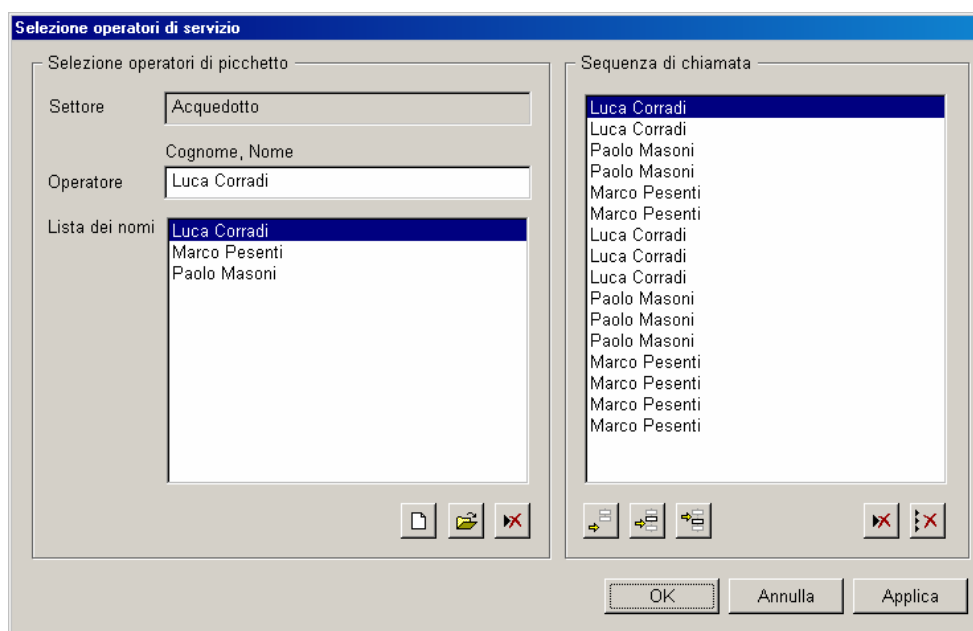 Selezione operatori di servizio
Selezione operatori di picchetto
Settore
Acquedotto
Cognome, Nome
Operatore
Luca Corradi
Lista dei nomi
Luca Corradi
Marco Pesenti
Paolo Masoni
Sequenza di chiamata
Luca Corradi
Luca Corradi
Paolo Masoni
Paolo Masoni
Marco Pesenti
Marco Pesenti
Luca Corradi
Luca Corradi
Luca Corradi
Paolo Masoni
Paolo Masoni
Paolo Masoni
Marco Pesenti
Marco Pesenti
Marco Pesenti
Marco Pesenti
OK
Annulla
Applica